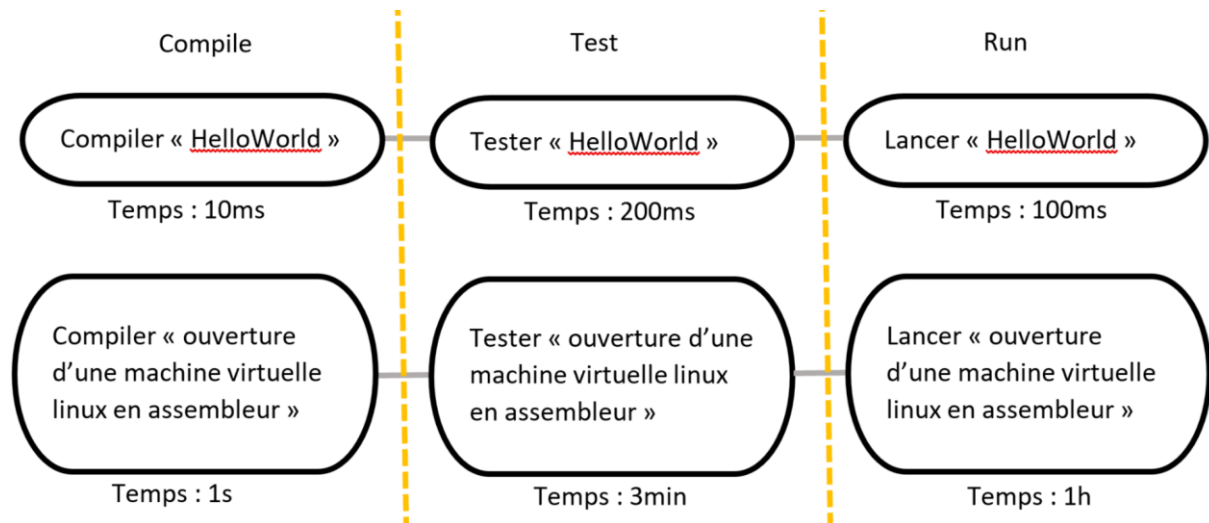 Compile
Test
Run
Compiler « HelloWorld »
Tester « HelloWorld »
Lancer « HelloWorld »
Temps : 10ms
Temps : 200ms
Temps : 100ms
Compiler « ouverture
d’une machine virtuelle
linux en assembleur »
Tester « ouverture d’une
machine virtuelle linux
en assembleur »
Lancer « ouverture
d’une machine virtuelle
linux en assembleur »
Temps : 1s
Temps : 3min
Temps : 1h